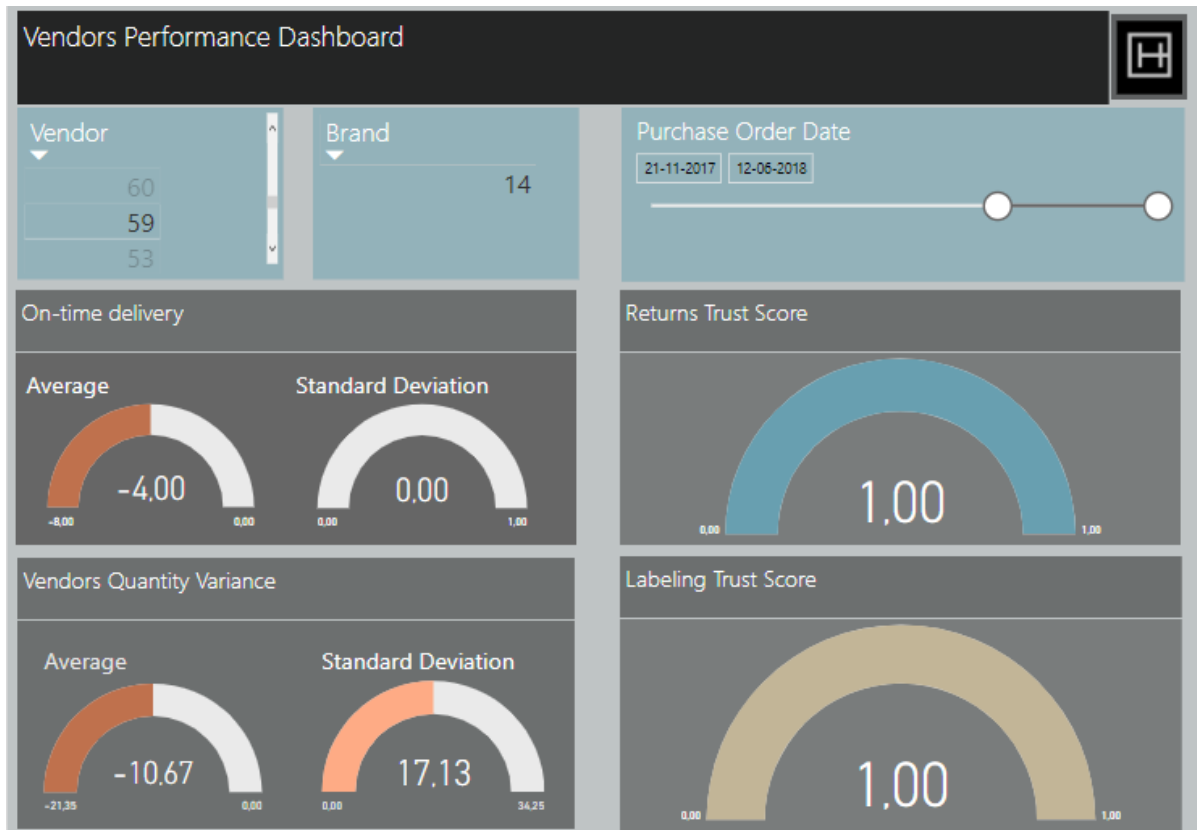 Vendors Performance Dashboard
Vendor
60
59
53
Brand
14
Purchase Order Date
21-11-2017 12-06-2018
On-time delivery
Average
-4,00
-8,00 0,00
Standard Deviation
0,00
0,00 1,00
Returns Trust Score
1,00
0,00 1,00
Vendors Quantity Variance
Average
-10,67
-21,35 0,00
Standard Deviation
17,13
0,00 34,25
Labeling Trust Score
1,00
0,00 1,00